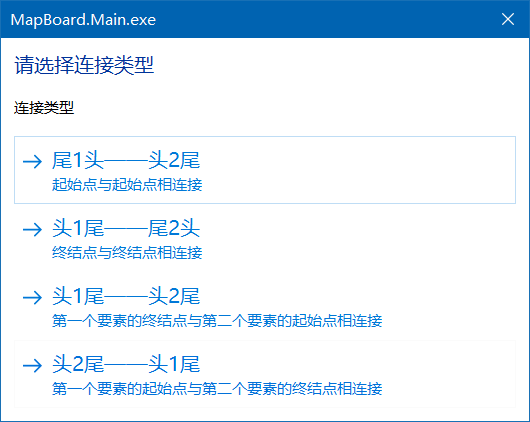 MapBoard.Main.exe
请选择连接类型
连接类型
尾1头——头2尾
起始点与起始点相连接
头1尾——尾2头
终结点与终结点相连接
头1尾——头2尾
第一个要素的终结点与第二个要素的起始点相连接
头2尾——头1尾
第一个要素的起始点与第二个要素的终结点相连接